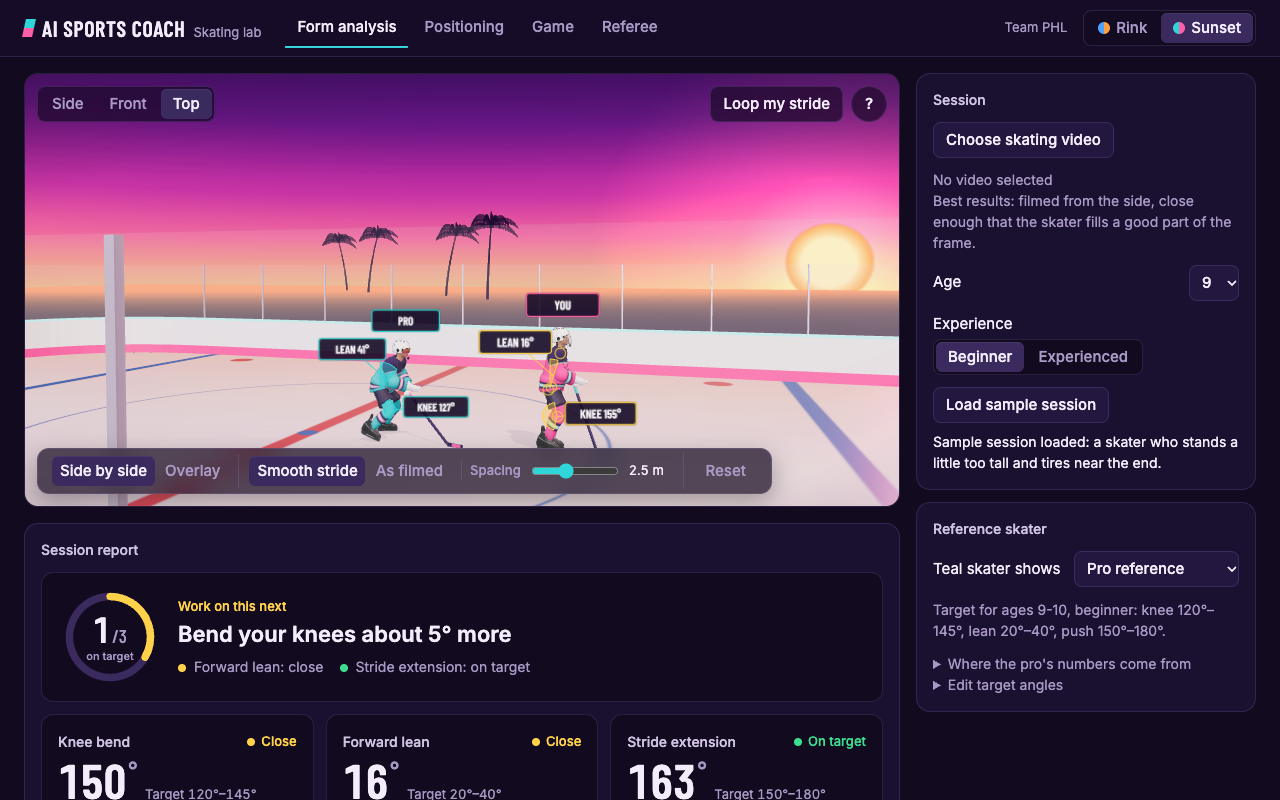 AI SPORTS COACH Skating lab
Form analysis Positioning Game Referee
Team PHL Rink Sunset
Side Front Top
Loop my stride ?
YOU
PRO
LEAN 16°
LEAN 41°
KNEE 127°
KNEE 155°
Side by side Overlay Smooth stride As filmed Spacing 2.5 m Reset
Session report
1/3
on target
Work on this next
Bend your knees about 5° more
Forward lean: close Stride extension: on target
Knee bend Close
150° Target 120°–145°
Forward lean Close
16° Target 20°–40°
Stride extension On target
163° Target 150°–180°
Session
Choose skating video
No video selected
Best results: filmed from the side, close
enough that the skater fills a good part of the
frame.
Age 9
Experience
Beginner Experienced
Load sample session
Sample session loaded: a skater who stands a
little too tall and tires near the end.
Reference skater
Teal skater shows Pro reference
Target for ages 9-10, beginner: knee 120°–
145°, lean 20°–40°, push 150°–180°.
Where the pro's numbers come from
Edit target angles